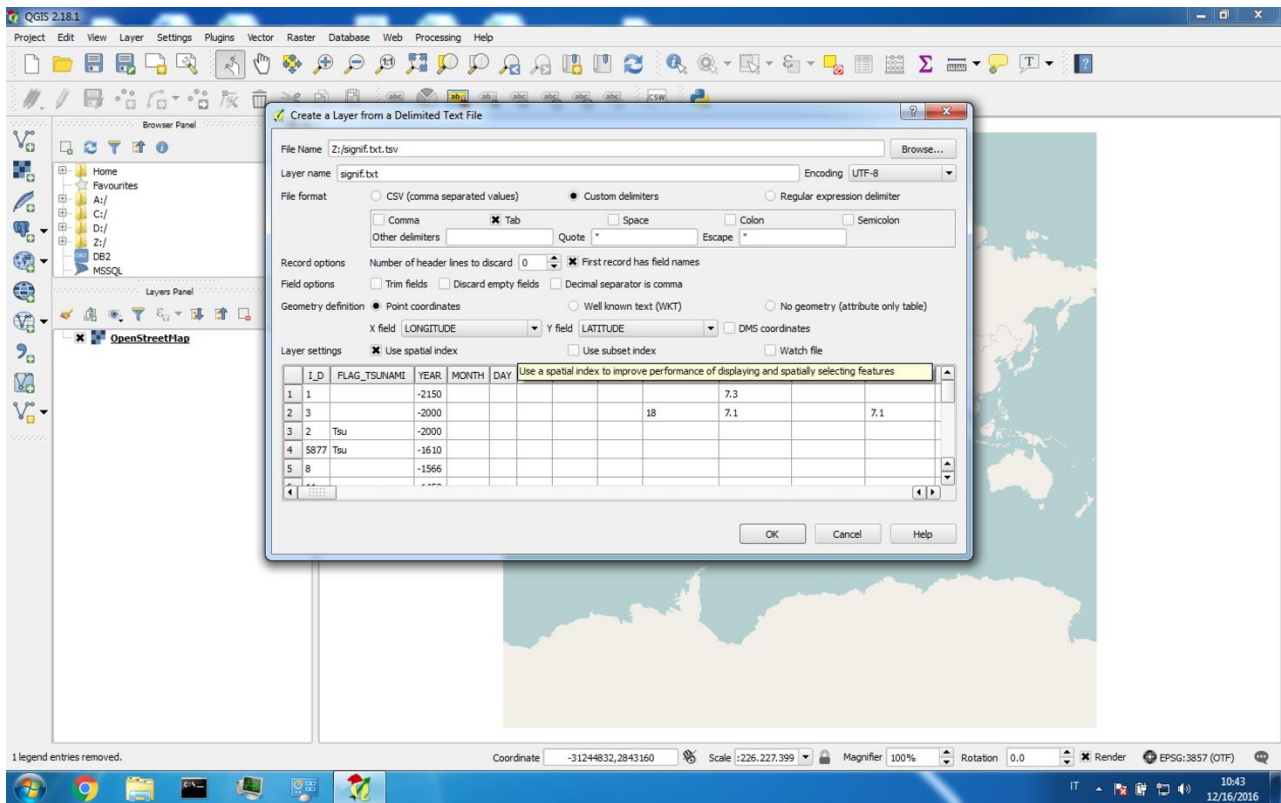 QGIS 2.18.1
Project Edit View Layer Settings Plugins Vector Raster Database Web Processing Help
Browser Panel
Home
Favourites
A:/
C:/
D:/
Z:/
DB2
MSSQL
Layers Panel
OpenStreetMap
Create a Layer from a Delimited Text File
File Name Z:/signif.txt.tsv Browse...
Layer name signif.txt Encoding UTF-8
File format CSV (comma separated values) Custom delimiters Regular expression delimiter
Comma Tab Space Colon Semicolon
Other delimiters Quote " Escape "
Record options Number of header lines to discard 0 First record has field names
Field options Trim fields Discard empty fields Decimal separator is comma
Geometry definition Point coordinates Well known text (WKT) No geometry (attribute only table)
X field LONGITUDE Y field LATITUDE DMS coordinates
Layer settings Use spatial index Use subset index Watch file
I_D FLAG_TSUNAMI YEAR MONTH DAY
Use a spatial index to improve performance of displaying and spatially selecting features
1 1 -2150 7.3
2 3 -2000 18 7.1 7.1
3 2 Tsu -2000
4 5877 Tsu -1610
5 8 -1566
OK Cancel Help
1 legend entries removed. Coordinate -31244832,2843160 Scale :226.227.399 Magnifier 100% Rotation 0.0 Render EPSG:3857 (OTF)
IT 10:43
12/16/2016